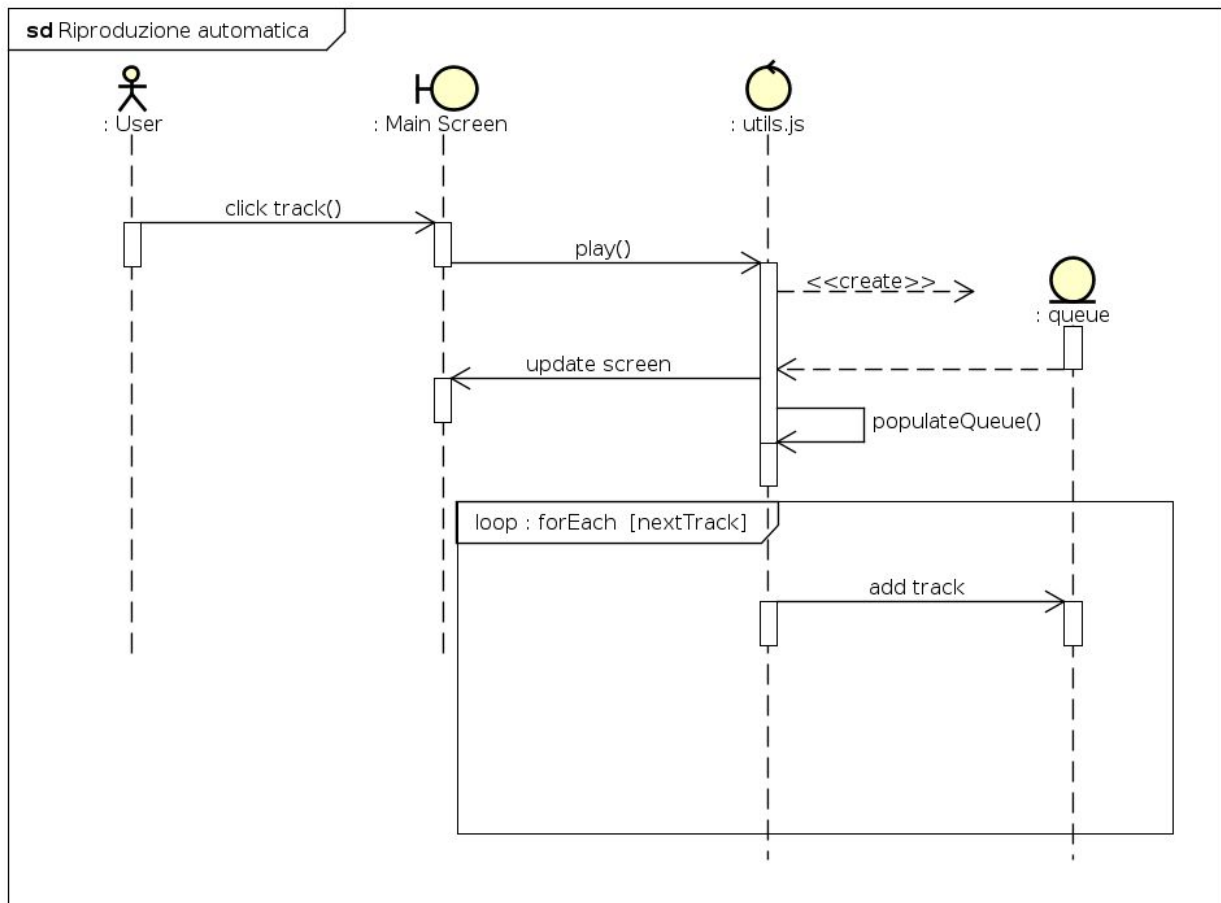 sd Riproduzione automatica
: User
: Main Screen
: utils.js
click track()
play()
<<create>>
: queue
update screen
populateQueue()
loop : forEach [nextTrack]
add track